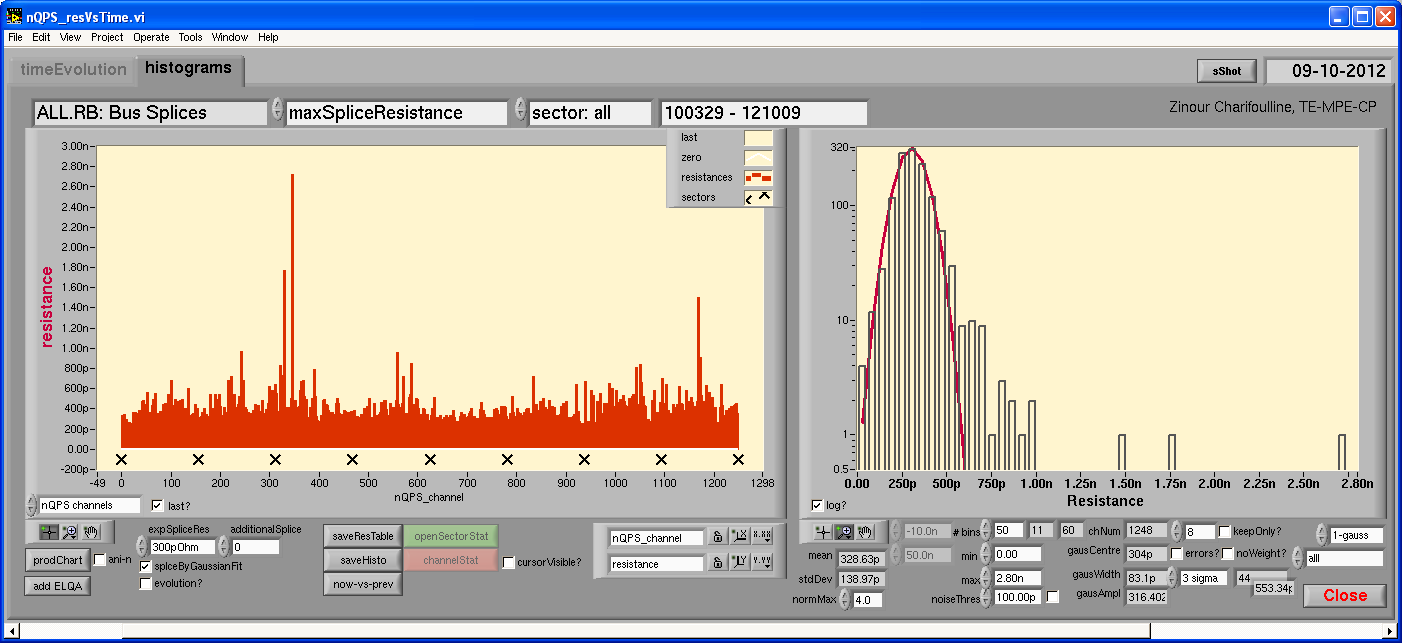 nQPS_resVsTime.vi
File Edit View Project Operate Tools Window Help
timeEvolution histograms sShot 09-10-2012
ALL.RB: Bus Splices maxSpliceResistance sector: all 100329 - 121009 Zinour Charifoulline, TE-MPE-CP
last
zero
resistances
sectors
3.00n
2.80n
2.60n
2.40n
2.20n
2.00n
1.80n
1.60n
1.40n
1.20n
1.00n
800p
600p
400p
200p
0.00
-200p
resistance
-49 0 100 200 300 400 500 600 700 800 900 1000 1100 1200 1298
nQPS_channel
320
100
10
1
0.5
0.00 250p 500p 750p 1.00n 1.25n 1.50n 1.75n 2.00n 2.25n 2.50n 2.80n
Resistance
nQPS channels last?
log?
expSpliceRes additionalSplice
300pOhm 0
prodChart ani-n spliceByGaussianFit
add ELQA evolution?
saveResTable openSectorStat
saveHisto channelStat cursorVisible?
now-vs-prev
nQPS_channel X.XX
resistance Y.YY
-10.0n # bins 50 11 60 chNum 1248 8 keepOnly? 1-gauss
mean 328.63p 50.0n min 0.00 gausCentre 304p errors? noWeight? alll
stdDev 138.97p max 2.80n gausWidth 83.1p 3 sigma 44 553.34p
normMax 4.0 noiseThres 100.00p gausAmpl 316.402 Close